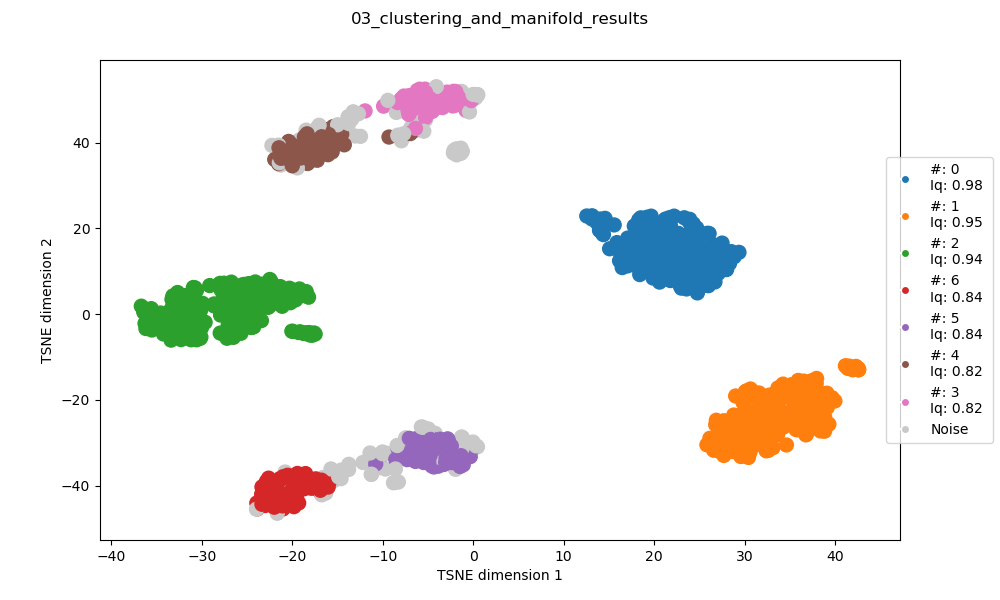 03_clustering_and_manifold_results
TSNE dimension 2
40
20
0
−20
−40
−40
−30
−20
−10
0
10
20
30
40
TSNE dimension 1
#: 0
Iq: 0.98
#: 1
Iq: 0.95
#: 2
Iq: 0.94
#: 6
Iq: 0.84
#: 5
Iq: 0.84
#: 4
Iq: 0.82
#: 3
Iq: 0.82
Noise